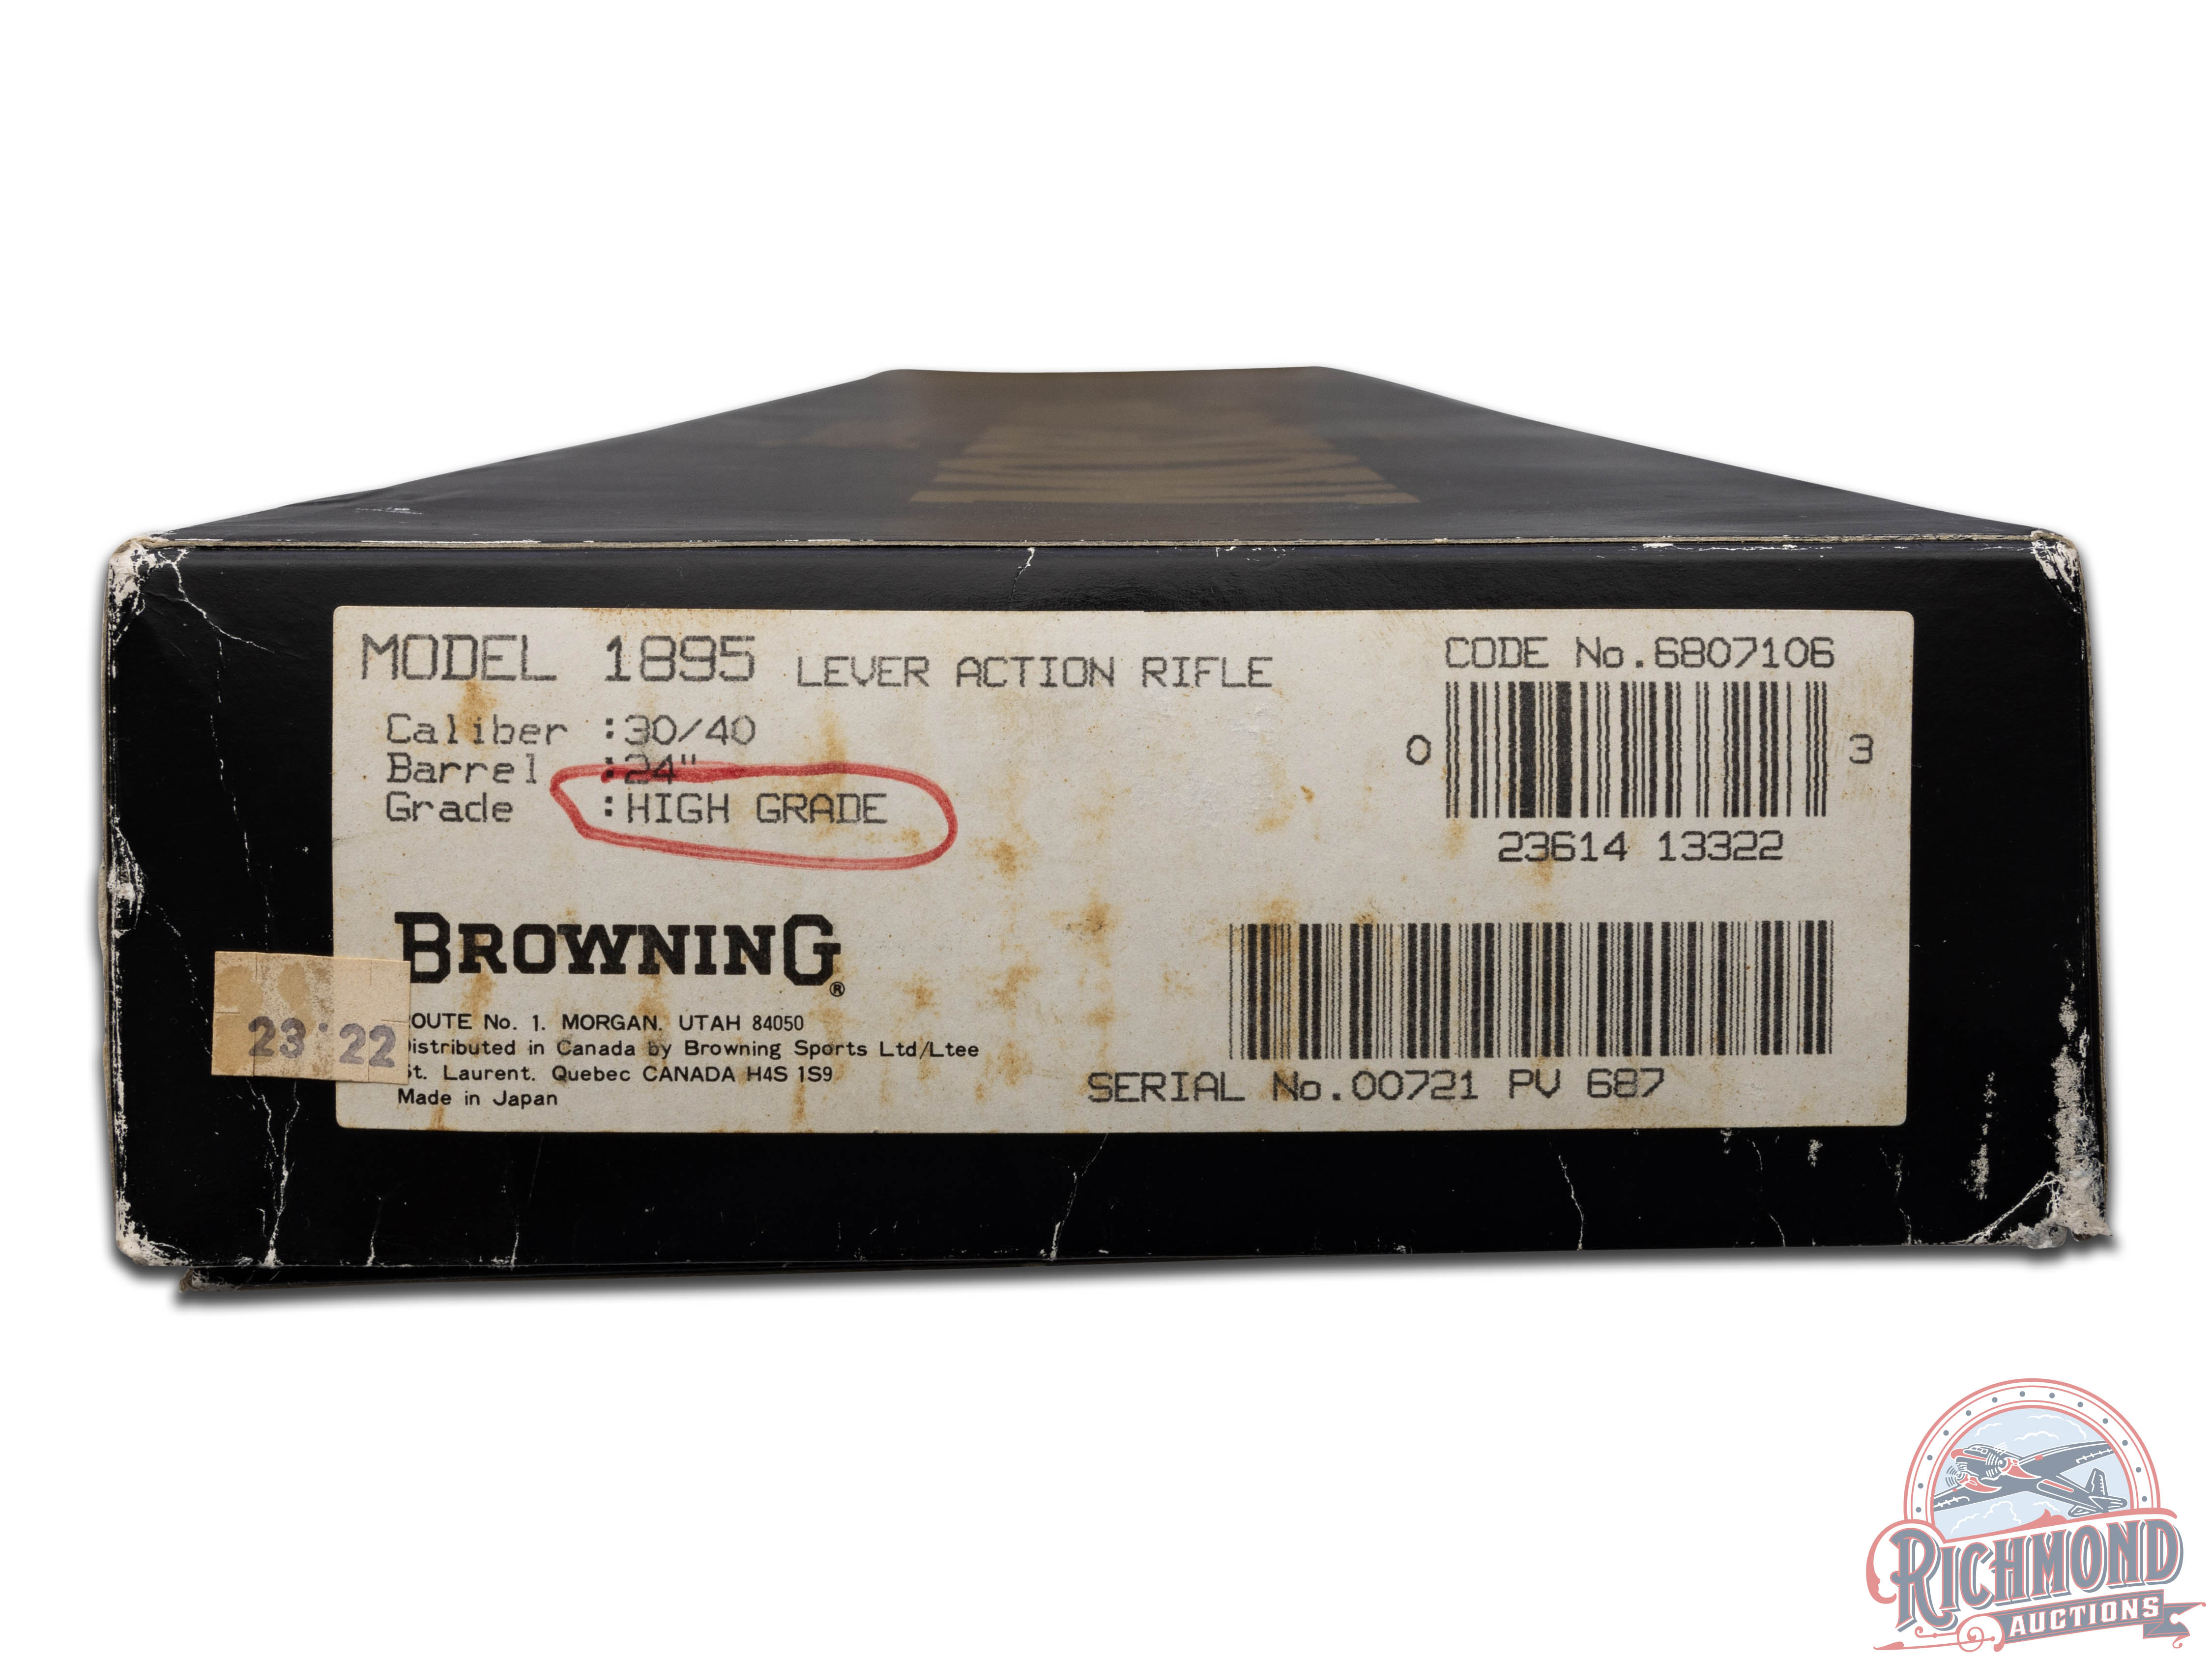 MODEL 1895 LEVER ACTION RIFLE
Caliber :30/40
Barrel :24"
Grade :HIGH GRADE
CODE No.6807106
0 3
23614 13322
BROWNING®
OUTE No. 1. MORGAN. UTAH 84050
istributed in Canada by Browning Sports Ltd/Ltee
St. Laurent. Quebec CANADA H4S 1S9
Made in Japan
23 22
SERIAL No.00721 PV 687
RICHMOND
AUCTIONS